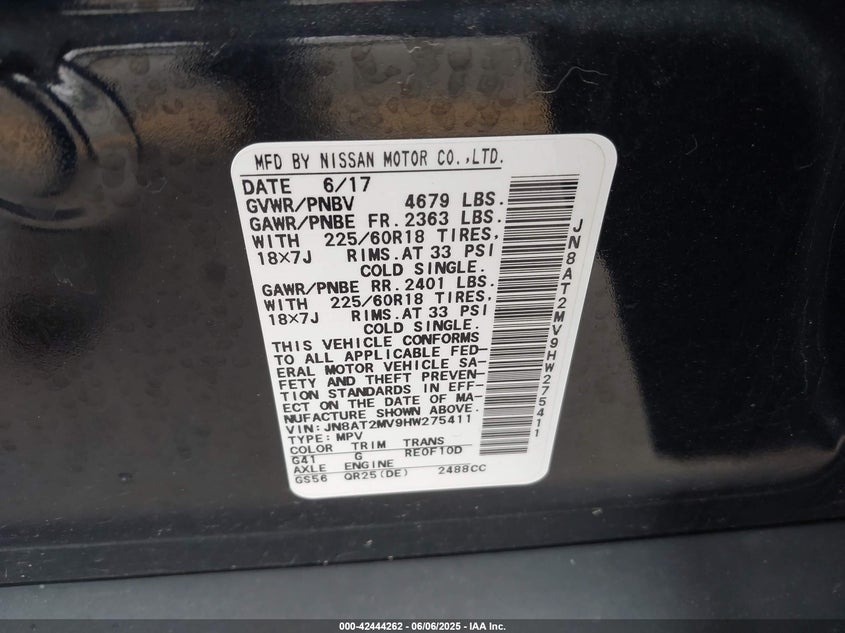 MFD BY NISSAN MOTOR CO.,LTD.
DATE 6/17
GVWR/PNBV 4679 LBS.
GAWR/PNBE FR. 2363 LBS.
WITH 225/60R18 TIRES,
18×7J RIMS.AT 33 PSI
COLD SINGLE.
GAWR/PNBE RR. 2401 LBS.
WITH 225/60R18 TIRES,
18×7J RIMS.AT 33 PSI
COLD SINGLE.
THIS VEHICLE CONFORMS
TO ALL APPLICABLE FED-
ERAL MOTOR VEHICLE SA-
FETY AND THEFT PREVEN-
TION STANDARDS IN EFF-
ECT ON THE DATE OF MA-
NUFACTURE SHOWN ABOVE.
VIN: JN8AT2MV9HW275411
TYPE: MPV
COLOR TRIM TRANS
G41 G RE0F10D
AXLE ENGINE
GS56 QR25(DE) 2488CC
JN8AT2MV9HW275411
000-42444262 - 06/06/2025 - IAA Inc.